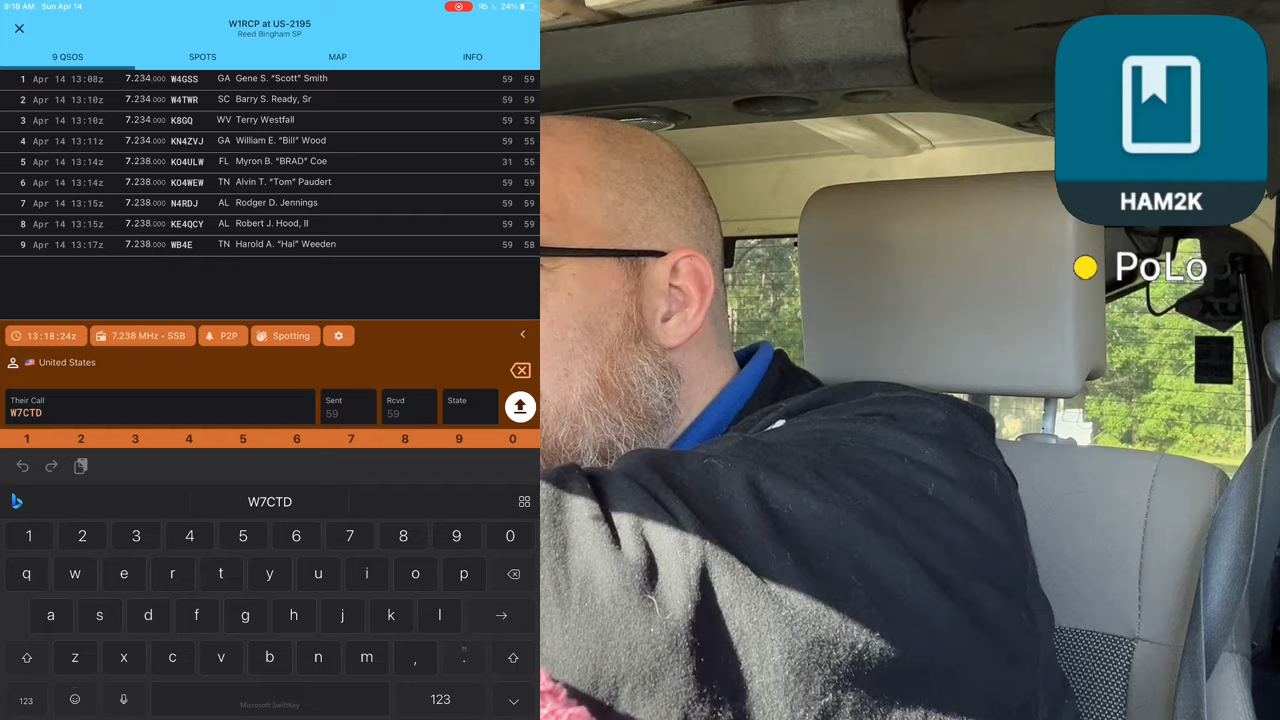 9:18 AM Sun Apr 14 24%
W1RCP at US-2195
Reed Bingham SP
9 QSOS SPOTS MAP INFO
1 Apr 14 13:08z 7.234.000 W4GSS GA Gene S. "Scott" Smith 59 59
2 Apr 14 13:10z 7.234.000 W4TWR SC Barry S. Ready, Sr 59 59
3 Apr 14 13:10z 7.234.000 K8GQ WV Terry Westfall 59 55
4 Apr 14 13:11z 7.234.000 KN4ZVJ GA William E. "Bill" Wood 59 55
5 Apr 14 13:14z 7.238.000 KO4ULW FL Myron B. "BRAD" Coe 31 55
6 Apr 14 13:14z 7.238.000 KO4WEW TN Alvin T. "Tom" Paudert 59 59
7 Apr 14 13:15z 7.238.000 N4RDJ AL Rodger D. Jennings 59 59
8 Apr 14 13:15z 7.238.000 KE4QCY AL Robert J. Hood, II 59 59
9 Apr 14 13:17z 7.238.000 WB4E TN Harold A. "Hal" Weeden 59 58
13:18:24z 7.238 MHz • SSB P2P Spotting
United States
Their Call Sent Rcvd State
W7CTD 59 59
1 2 3 4 5 6 7 8 9 0
W7CTD
1 2 3 4 5 6 7 8 9 0
q w e r t y u i o p
a s d f g h j k l
z x c v b n m , .
123 Microsoft SwiftKey 123
HAM2K
PoLo